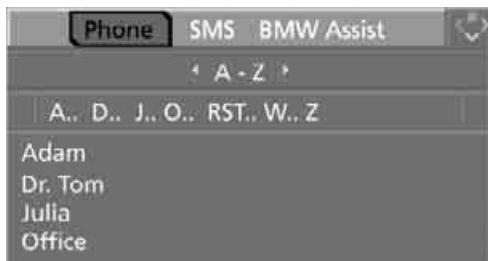 Phone SMS BMW Assist
A - Z
A.. D.. J.. O.. RST.. W.. Z
Adam
Dr. Tom
Julia
Office